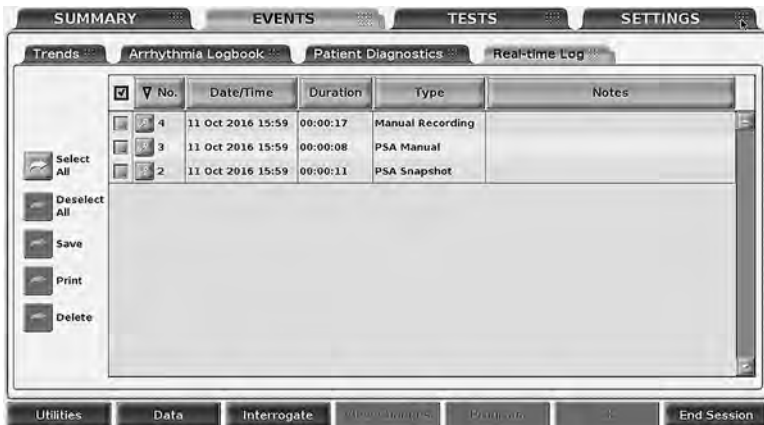 SUMMARY EVENTS TESTS SETTINGS
Trends Arrhythmia Logbook Patient Diagnostics Real-time Log
No. Date/Time Duration Type Notes
4 11 Oct 2016 15:59 00:00:17 Manual Recording
3 11 Oct 2016 15:59 00:00:08 PSA Manual
2 11 Oct 2016 15:59 00:00:11 PSA Snapshot
Select
All
Deselect
All
Save
Print
Delete
Utilities Data Interrogate Program End Session